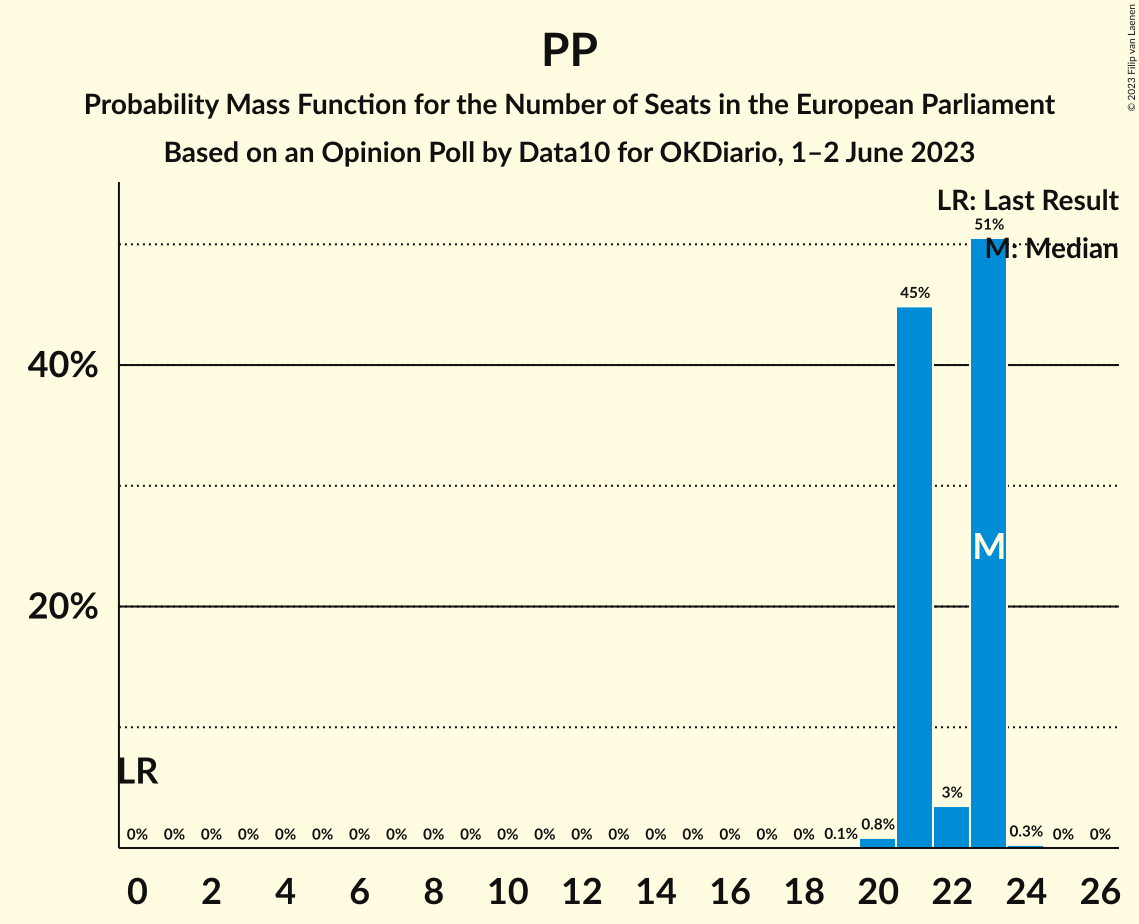 PP
Probability Mass Function for the Number of Seats in the European Parliament
Based on an Opinion Poll by Data10 for OKDiario, 1–2 June 2023
© 2023 Filip van Laenen
LR: Last Result
M: Median
51%
45%
40%
M
20%
LR
0% 0% 0% 0% 0% 0% 0% 0% 0% 0% 0% 0% 0% 0% 0% 0% 0% 0% 0% 0.1% 0.8% 3% 0.3% 0% 0%
0 2 4 6 8 10 12 14 16 18 20 22 24 26